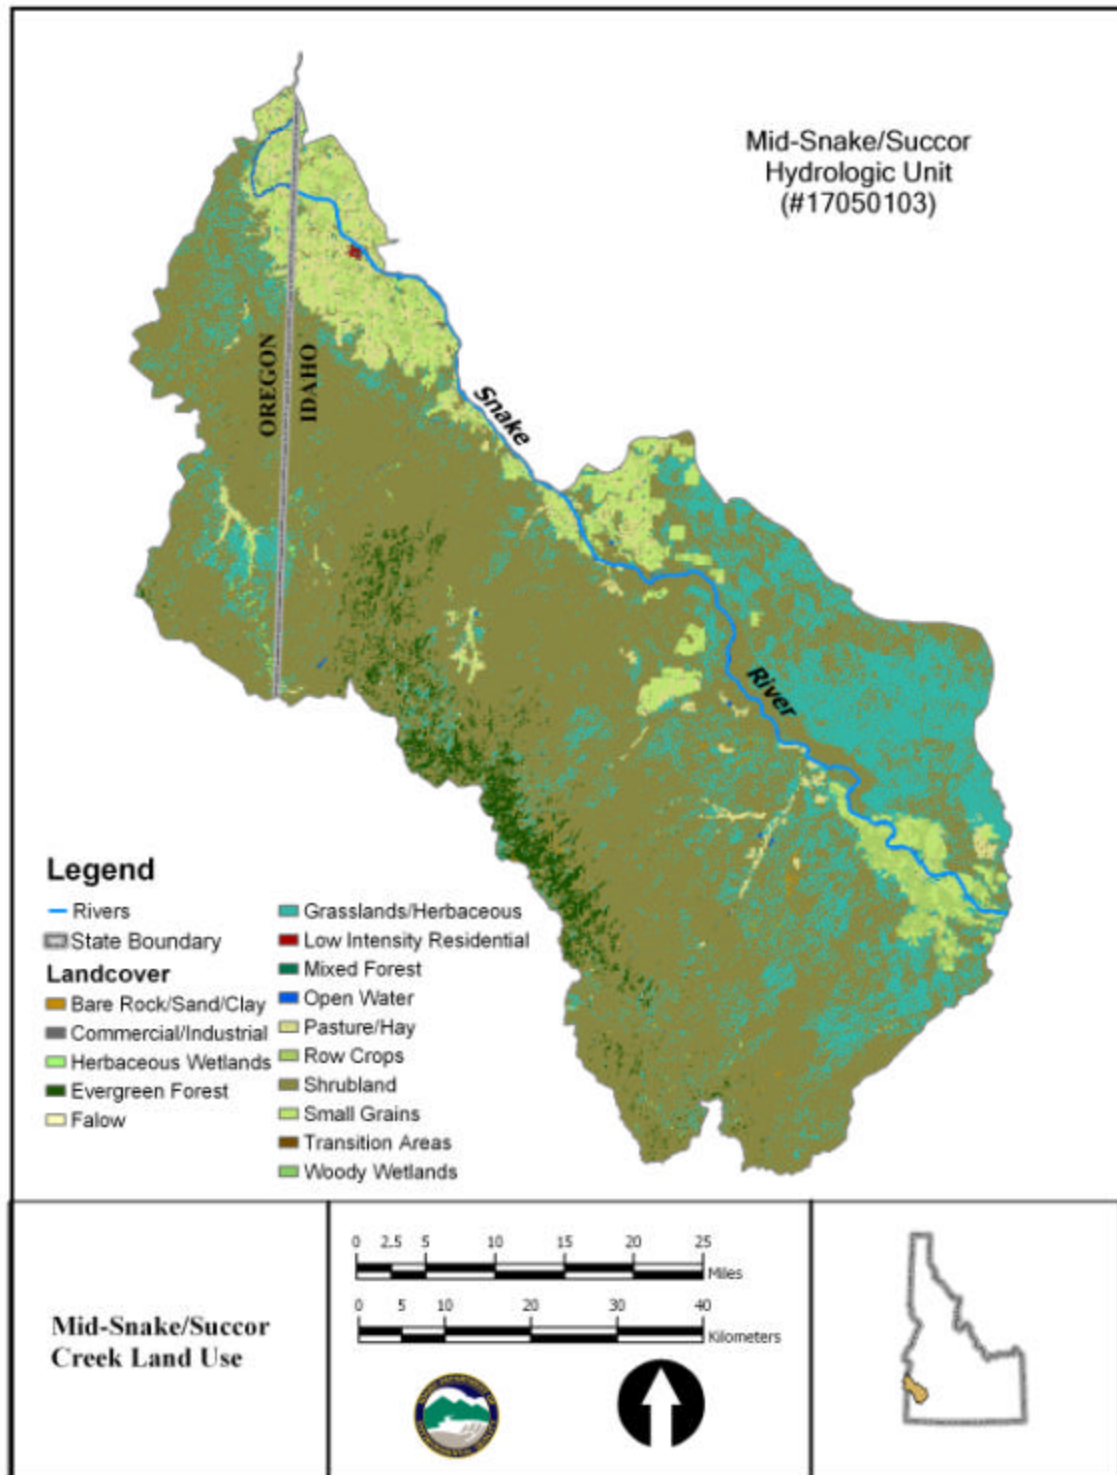 Mid-Snake/Succor
Hydrologic Unit
(#17050103)
OREGON
IDAHO
Snake
River
Legend
Rivers
State Boundary
Landcover
Bare Rock/Sand/Clay
Commercial/Industrial
Herbaceous Wetlands
Evergreen Forest
Falow
Grasslands/Herbaceous
Low Intensity Residential
Mixed Forest
Open Water
Pasture/Hay
Row Crops
Shrubland
Small Grains
Transition Areas
Woody Wetlands
Mid-Snake/Succor
Creek Land Use
0 2.5 5 10 15 20 25
Miles
0 5 10 20 30 40
Kilometers